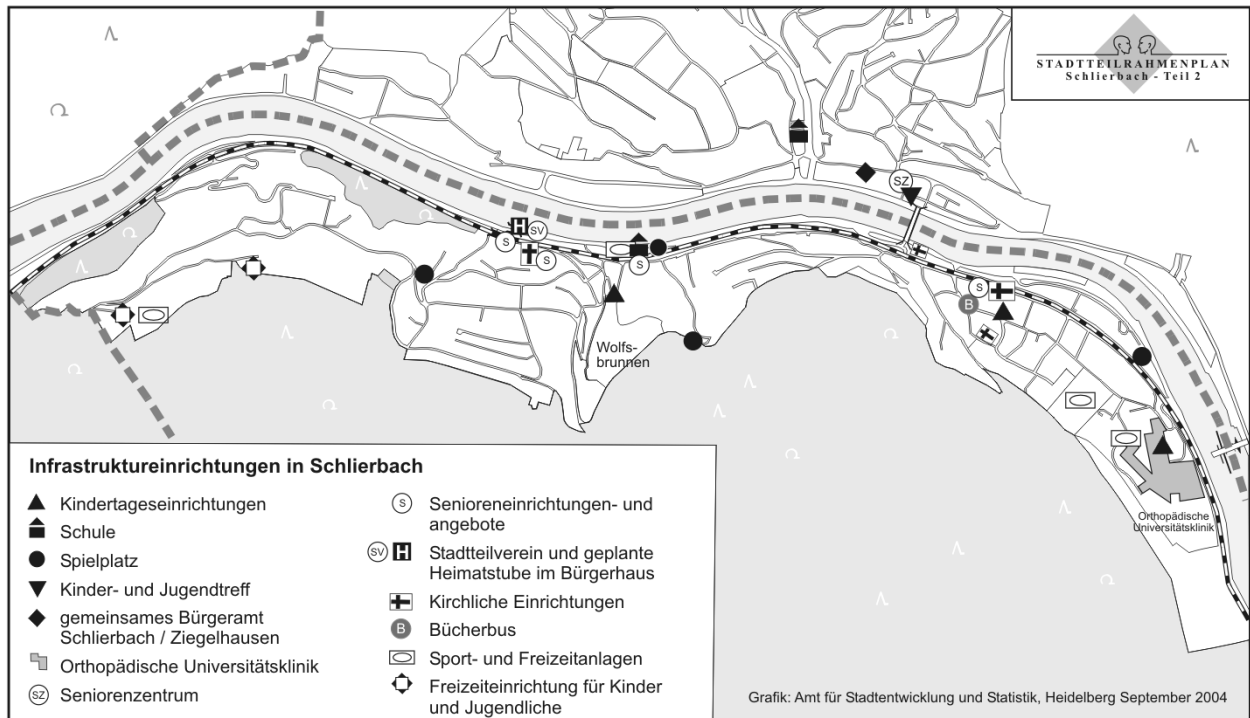 STADTTEILRAHMENPLAN
Schlierbach - Teil 2
SZ
H
SV
S
S
S
S
B
Wolfs-
brunnen
Orthopädische
Universitätsklinik
Infrastruktureinrichtungen in Schlierbach
Kindertageseinrichtungen
Schule
Spielplatz
Kinder- und Jugendtreff
gemeinsames Bürgeramt
Schlierbach / Ziegelhausen
Orthopädische Universitätsklinik
SZ Seniorenzentrum
S Senioreneinrichtungen- und
angebote
SV H Stadtteilverein und geplante
Heimatstube im Bürgerhaus
Kirchliche Einrichtungen
B Bücherbus
Sport- und Freizeitanlagen
Freizeiteinrichtung für Kinder
und Jugendliche
Grafik: Amt für Stadtentwicklung und Statistik, Heidelberg September 2004